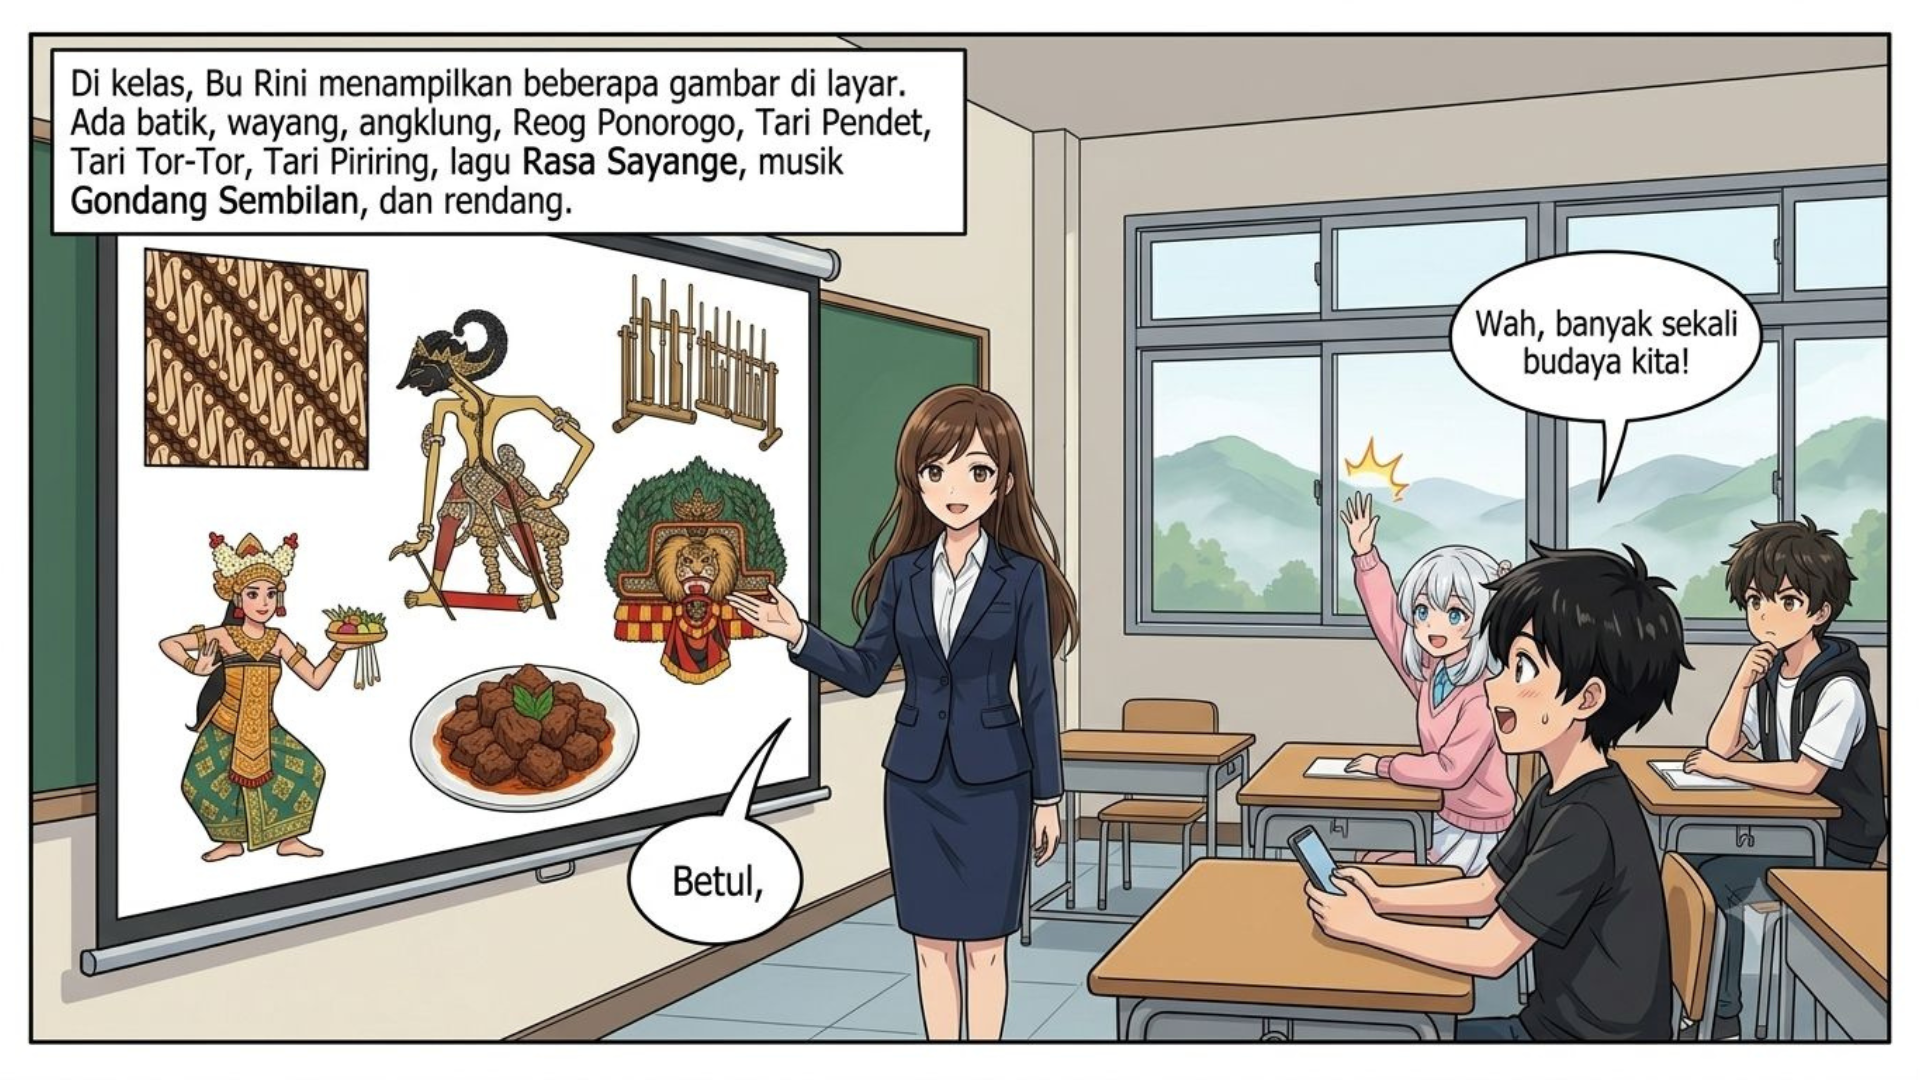 Di kelas, Bu Rini menampilkan beberapa gambar di layar.
Ada batik, wayang, angklung, Reog Ponorogo, Tari Pendet,
Tari Tor-Tor, Tari Piriring, lagu Rasa Sayange, musik
Gondang Sembilan, dan rendang.
Wah, banyak sekali
budaya kita!
Betul,